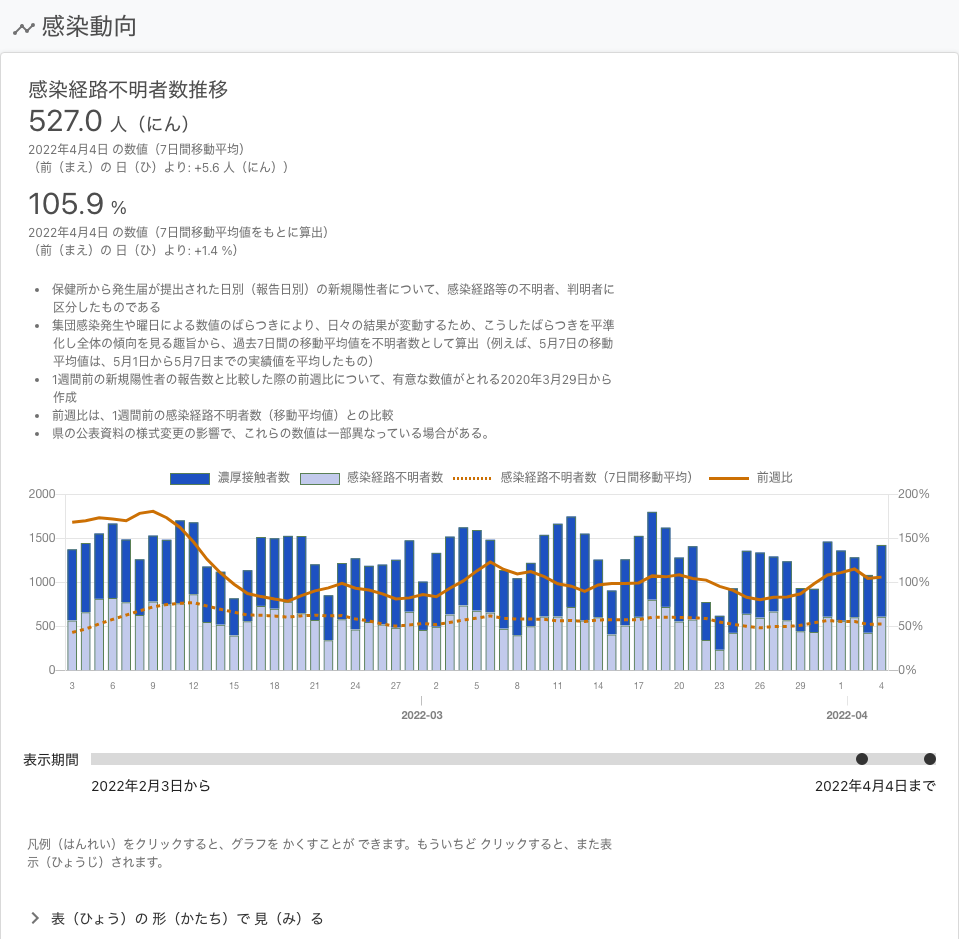 感染動向
感染経路不明者数推移
527.0 人（にん）
2022年4月4日 の数値（7日間移動平均）
（前（まえ）の 日（ひ）より: +5.6 人（にん））
105.9 %
2022年4月4日 の数値（7日間移動平均値をもとに算出）
（前（まえ）の 日（ひ）より: +1.4 %）
• 保健所から発生届が提出された日別（報告日別）の新規陽性者について、感染経路等の不明者、判明者に
区分したものである
• 集団感染発生や曜日による数値のばらつきにより、日々の結果が変動するため、こうしたばらつきを平準
化し全体の傾向を見る趣旨から、過去7日間の移動平均値を不明者数として算出（例えば、5月7日の移動
平均値は、5月1日から5月7日までの実績値を平均したもの）
• 1週間前の新規陽性者の報告数と比較した際の前週比について、有意な数値がとれる2020年3月29日から
作成
• 前週比は、1週間前の感染経路不明者数（移動平均値）との比較
• 県の公表資料の様式変更の影響で、これらの数値は一部異なっている場合がある。
濃厚接触者数 感染経路不明者数 感染経路不明者数（7日間移動平均） 前週比
2000 200%
1500 150%
1000 100%
500 50%
0 0%
3 6 9 12 15 18 21 24 27 2 5 8 11 14 17 20 23 26 29 1 4
2022-03 2022-04
表示期間
2022年2月3日から 2022年4月4日まで
凡例（はんれい）をクリックすると、グラフを かくすことが できます。もういちど クリックすると、また表
示（ひょうじ）されます。
表（ひょう）の 形（かたち）で 見（み）る